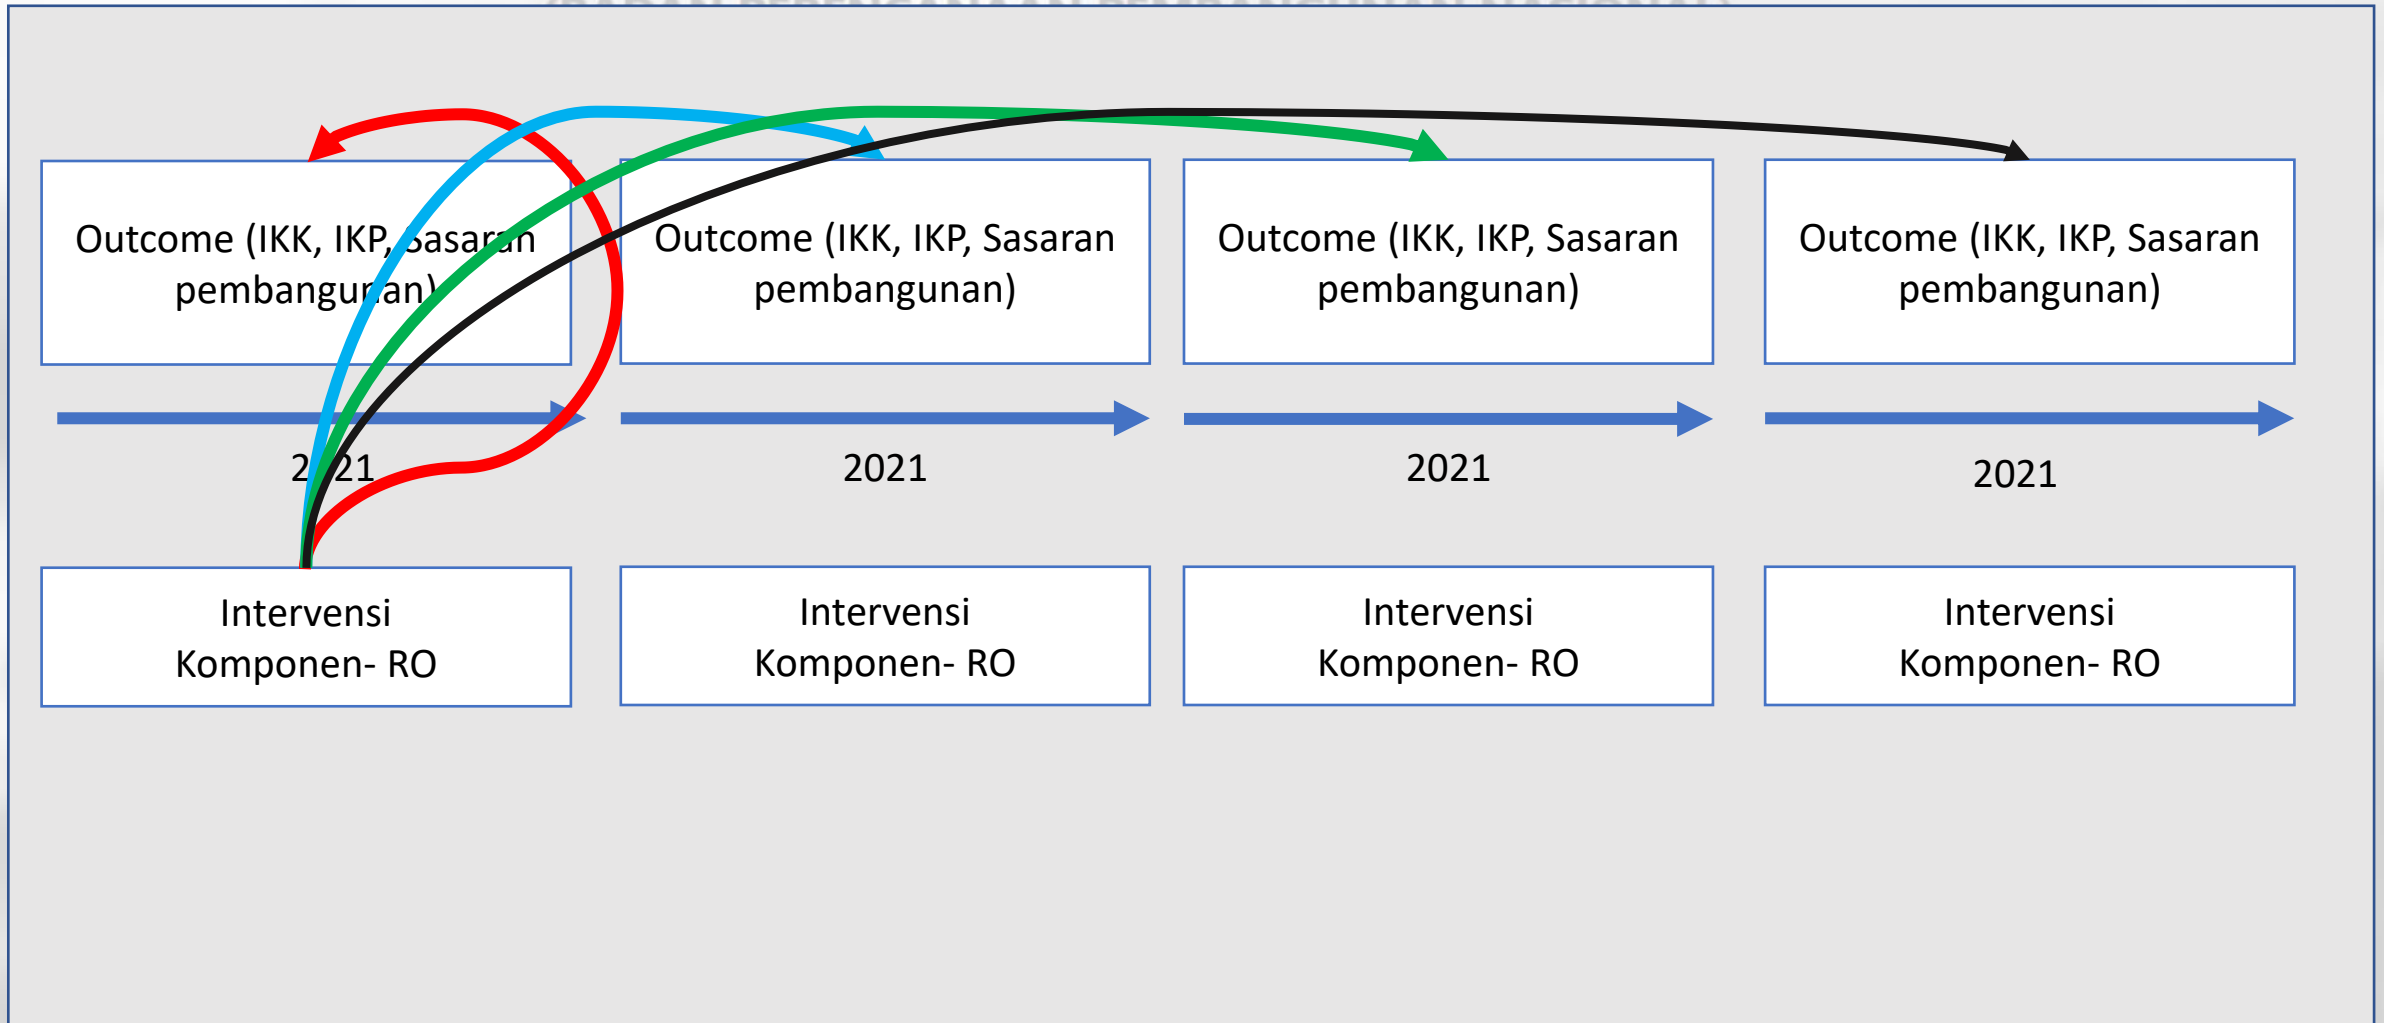 Outcome (IKK, IKP, Sasaran
pembangunan)
Outcome (IKK, IKP, Sasaran
pembangunan)
Outcome (IKK, IKP, Sasaran
pembangunan)
Outcome (IKK, IKP, Sasaran
pembangunan)
2021
2021
2021
2021
Intervensi
Komponen- RO
Intervensi
Komponen- RO
Intervensi
Komponen- RO
Intervensi
Komponen- RO